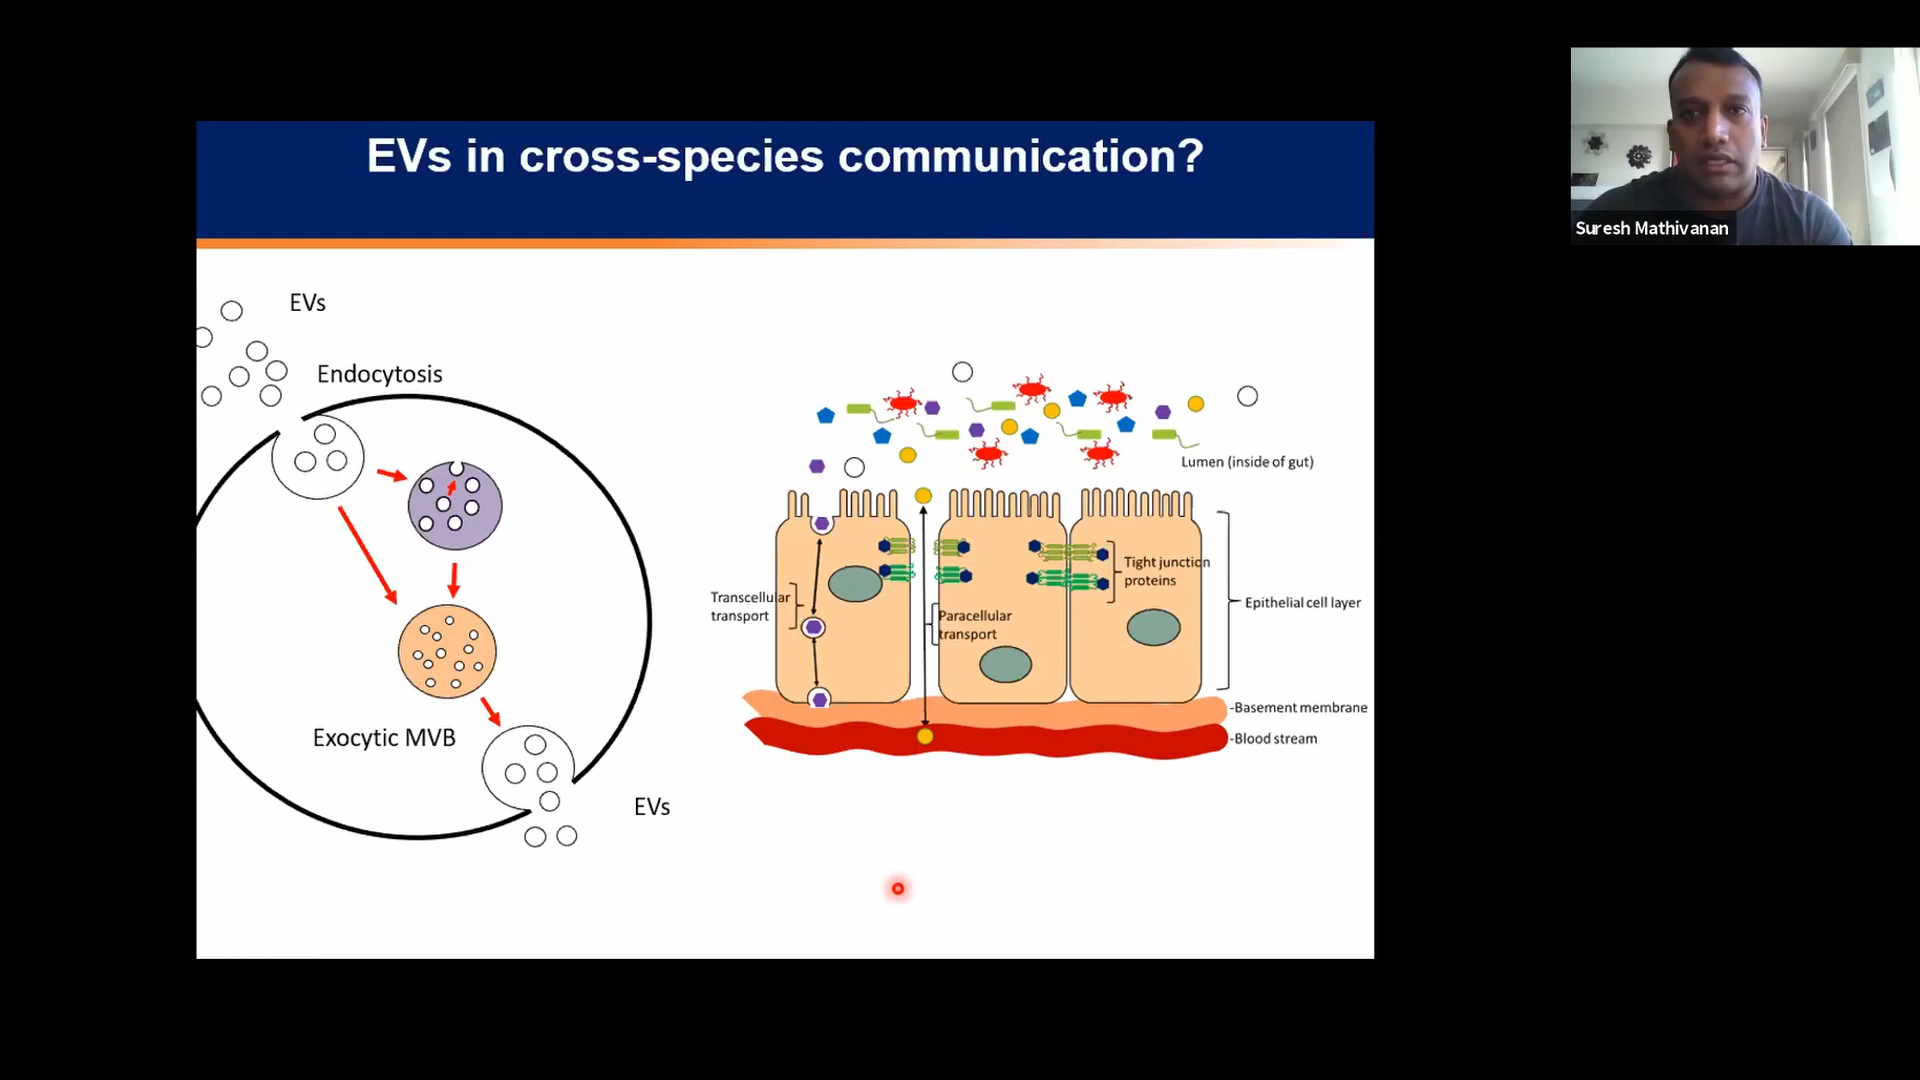 EVs in cross-species communication?
Suresh Mathivanan
EVs
Endocytosis
Exocytic MVB
EVs
Lumen (inside of gut)
Tight junction
proteins
Transcellular
transport
Paracellular
transport
Epithelial cell layer
-Basement membrane
-Blood stream